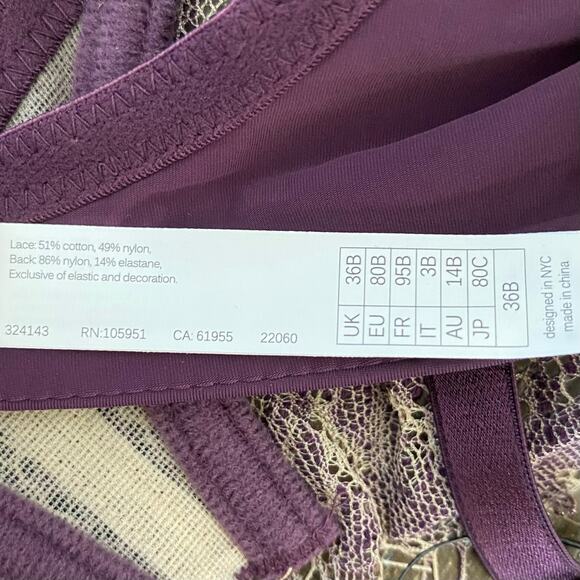 Lace: 51% cotton, 49% nylon,
Back: 86% nylon, 14% elastane,
Exclusive of elastic and decoration.
324143 RN:105951 CA: 61955 22060
UK 36B
EU 80B
FR 95B
IT 3B
AU 14B
JP 80C
36B
designed in NYC
made in china